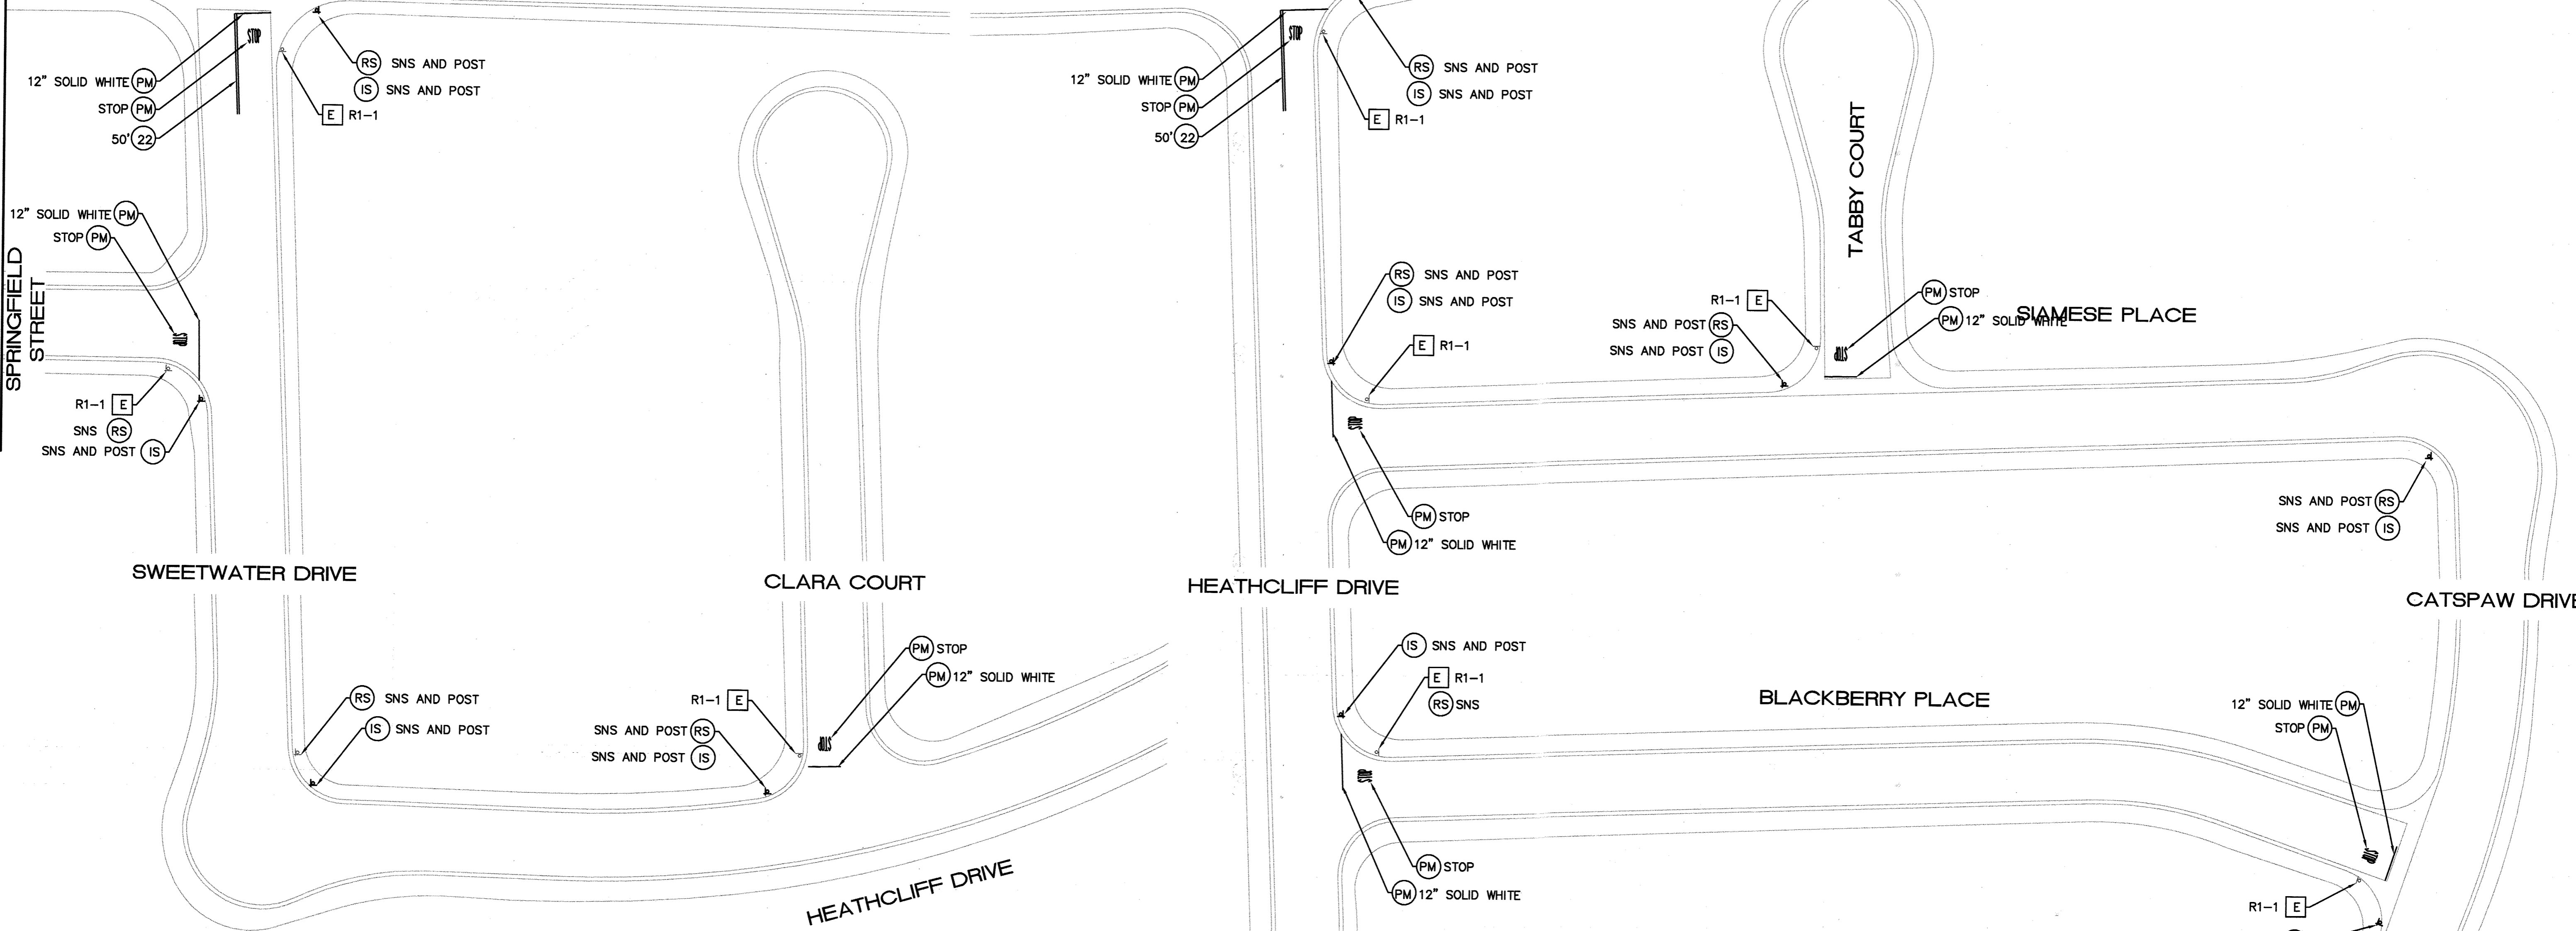 STOP
RS SNS AND POST
IS SNS AND POST
E R1-1
12" SOLID WHITE PM
STOP PM
50' 22
12" SOLID WHITE PM
STOP PM
SPRINGFIELD
STREET
STOP
R1-1 E
SNS RS
SNS AND POST IS
SWEETWATER DRIVE
CLARA COURT
RS SNS AND POST
IS SNS AND POST
R1-1 E
SNS AND POST RS
SNS AND POST IS
PM STOP
PM 12" SOLID WHITE
STOP
HEATHCLIFF DRIVE
STOP
12" SOLID WHITE PM
STOP PM
50' 22
RS SNS AND POST
IS SNS AND POST
E R1-1
TABBY COURT
RS SNS AND POST
IS SNS AND POST
E R1-1
R1-1 E
SNS AND POST RS
SNS AND POST IS
PM STOP
PM 12" SOLID WHITE
SIAMESE PLACE
STOP
STOP
PM STOP
PM 12" SOLID WHITE
SNS AND POST RS
SNS AND POST IS
HEATHCLIFF DRIVE
CATSPAW DRIVE
IS SNS AND POST
E R1-1
RS SNS
BLACKBERRY PLACE
12" SOLID WHITE PM
STOP PM
STOP
PM STOP
PM 12" SOLID WHITE
STOP
R1-1 E